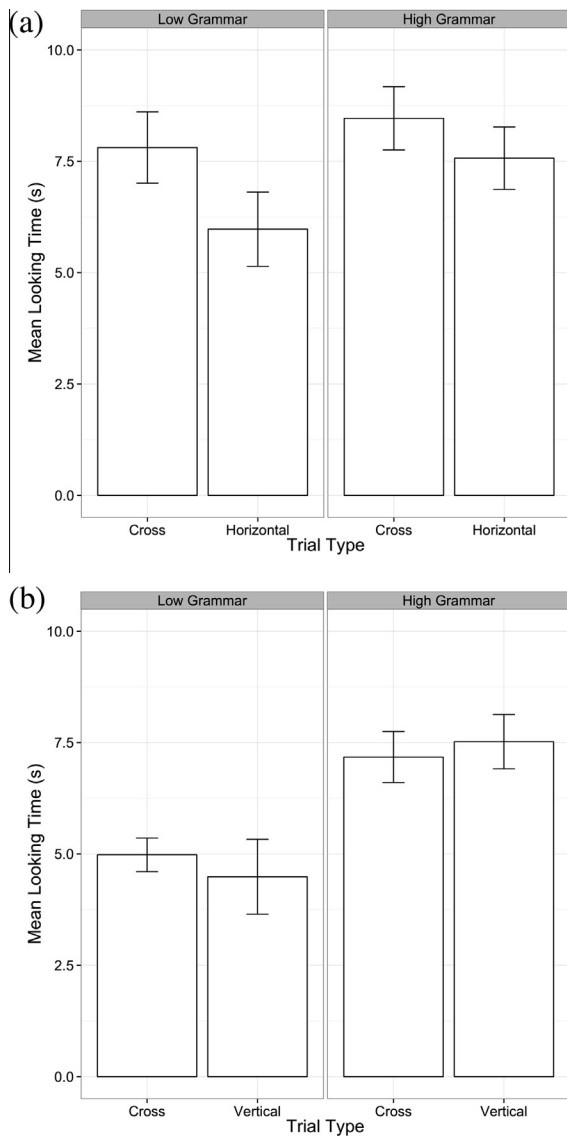 (a)
Low Grammar High Grammar
10.0
7.5
5.0
2.5
0.0
Mean Looking Time (s)
Cross Horizontal Cross Horizontal
Trial Type
(b)
Low Grammar High Grammar
10.0
7.5
5.0
2.5
0.0
Mean Looking Time (s)
Cross Vertical Cross Vertical
Trial Type